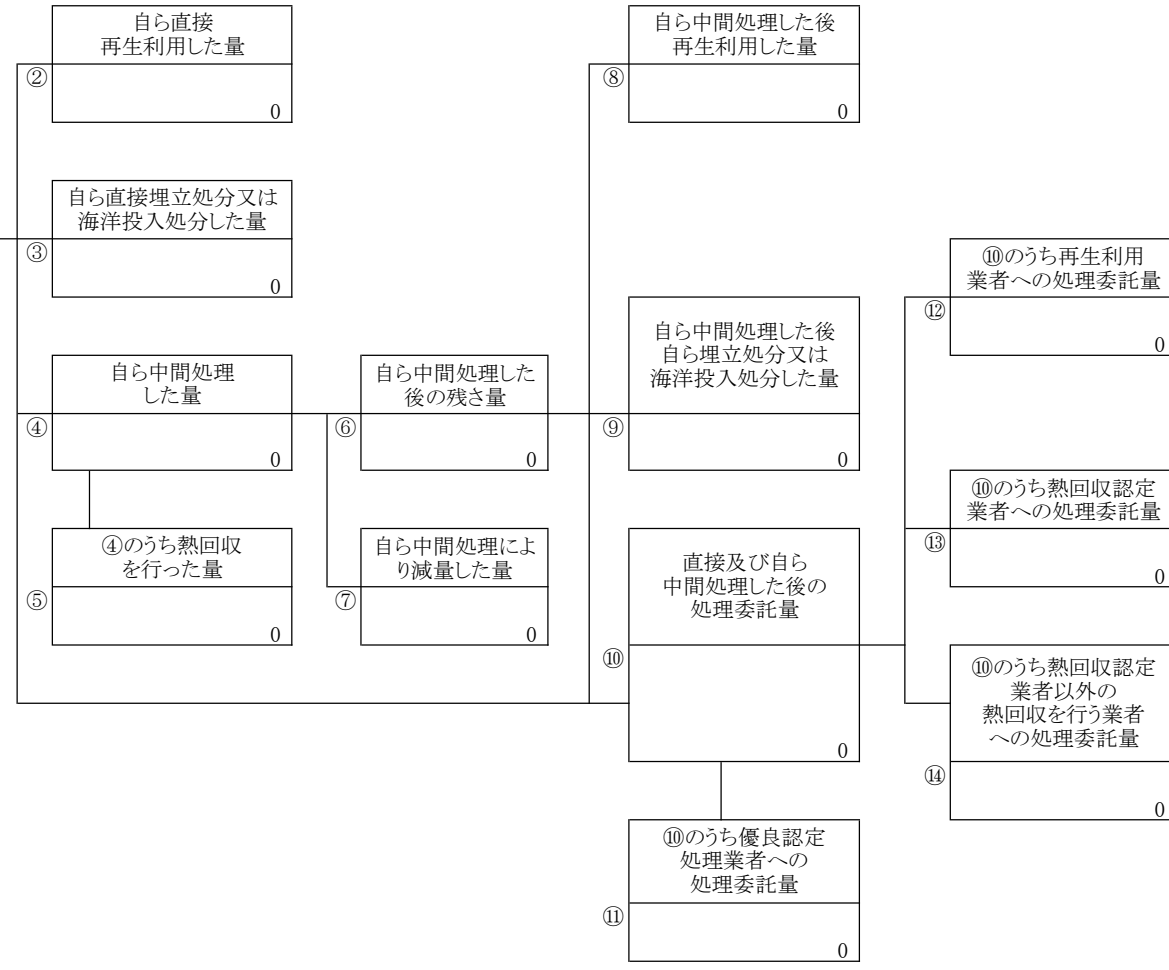 自ら直接
再生利用した量
②
0
自ら直接埋立処分又は
海洋投入処分した量
③
0
自ら中間処理
した量
④
0
④のうち熱回収
を行った量
⑤
0
自ら中間処理した
後の残さ量
⑥
0
自ら中間処理によ
り減量した量
⑦
0
自ら中間処理した後
再生利用した量
⑧
0
自ら中間処理した後
自ら埋立処分又は
海洋投入処分した量
⑨
0
直接及び自ら
中間処理した後の
処理委託量
⑩
0
⑩のうち優良認定
処理業者への
処理委託量
⑪
0
⑩のうち再生利用
業者への処理委託量
⑫
0
⑩のうち熱回収認定
業者への処理委託量
⑬
0
⑩のうち熱回収認定
業者以外の
熱回収を行う業者
への処理委託量
⑭
0